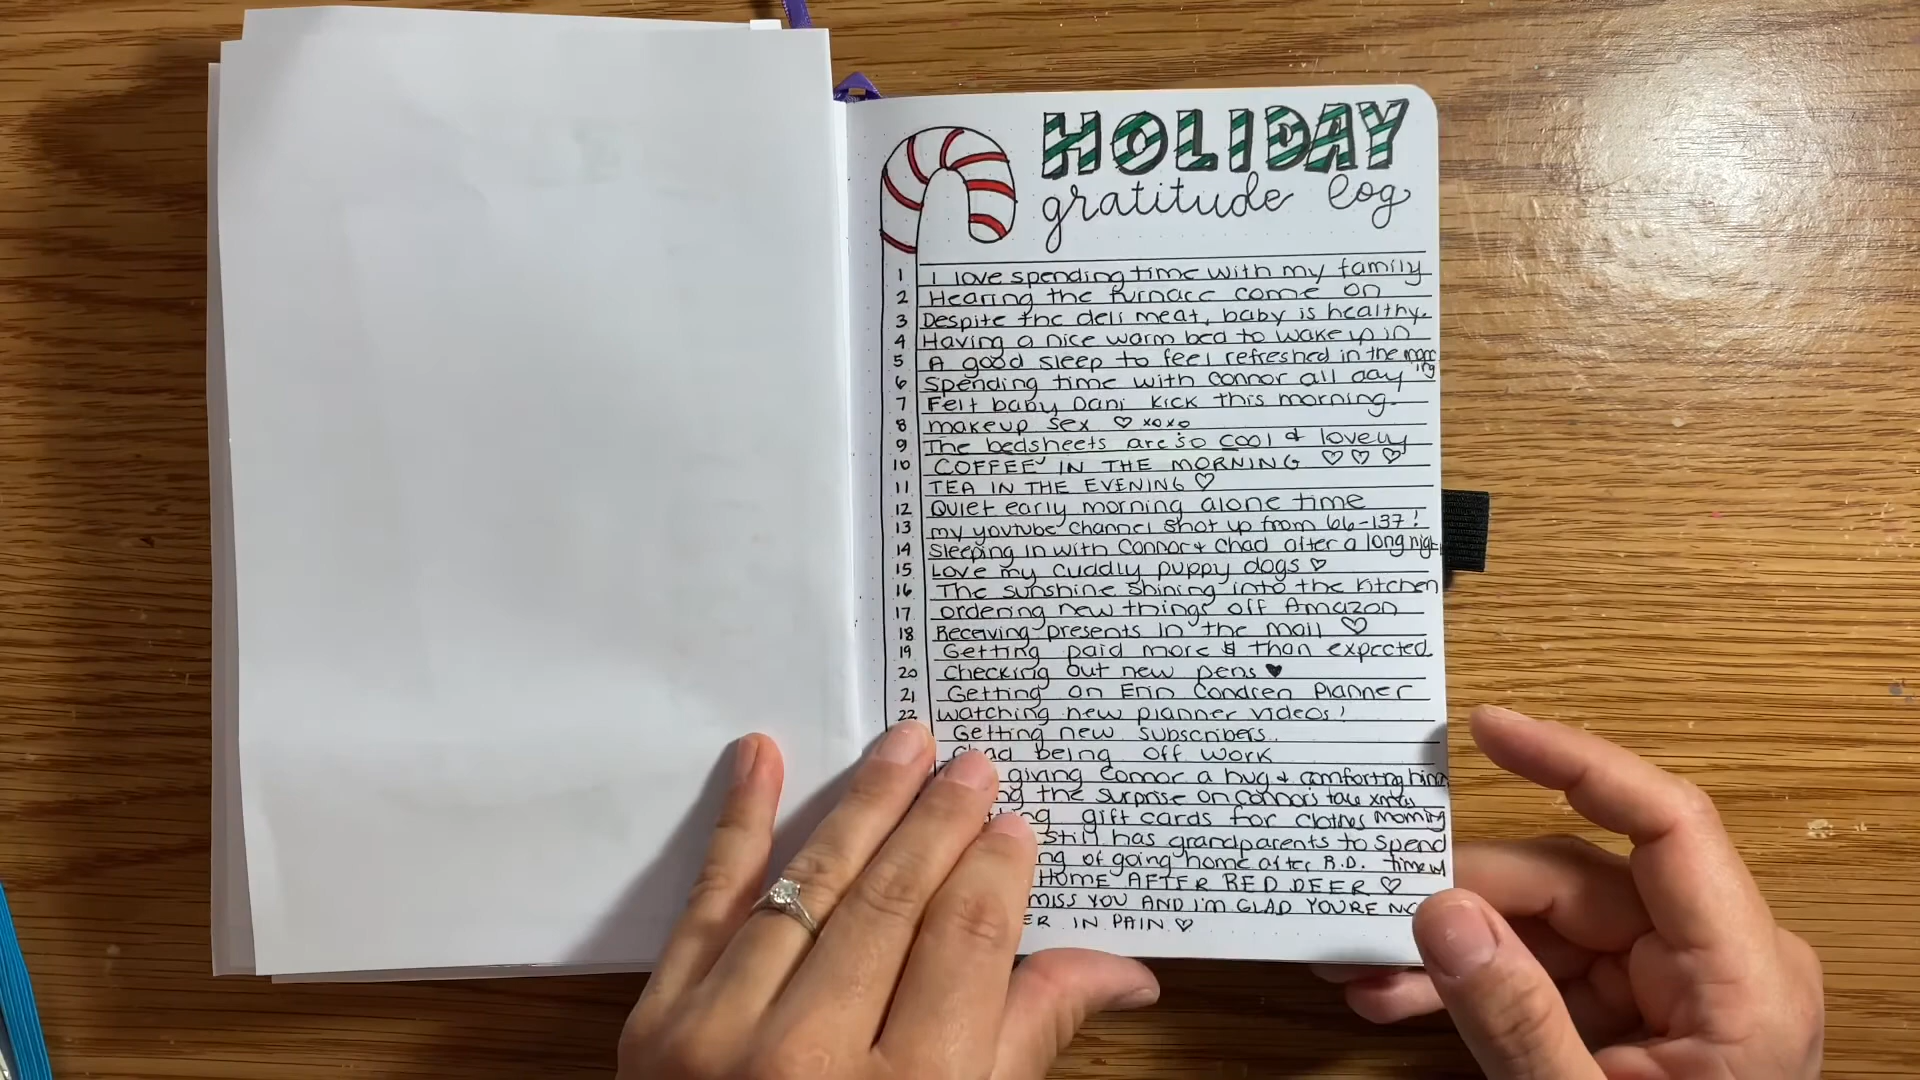 HOLIDAY
gratitude log
1 I love spending time with my family
2 Hearing the furnace come on
3 Despite the deli meat, baby is healthy.
4 Having a nice warm bed to wake up in
5 A good sleep to feel refreshed in the morning
6 Spending time with Connor all day
7 Felt baby Dani kick this morning.
8 makeup sex ♡ xoxo
9 The bedsheets are so cool & lovely
10 COFFEE IN THE MORNING ♡ ♡ ♡
11 TEA IN THE EVENING ♡
12 Quiet early morning alone time
13 my youtube channel shot up from 66-137!
14 Sleeping in with Connor & Chad after a long night
15 Love my cuddly puppy dogs ♡
16 The sunshine shining into the kitchen
17 ordering new things off Amazon
18 Receiving presents in the mail ♡
19 Getting paid more than expected
20 Checking out new pens ♥
21 Getting an Erin Condren Planner
22 watching new planner videos!
Getting new subscribers.
Chad being off work
giving Connor a hug & comforting him
ng the surprise on Connor's face xmas
gift cards for clothes morning
still has grandparents to spend
ng of going home after R.D. time w/
HOME AFTER RED DEER ♡
MISS YOU AND I'M GLAD YOU'RE NO
ER IN PAIN ♡